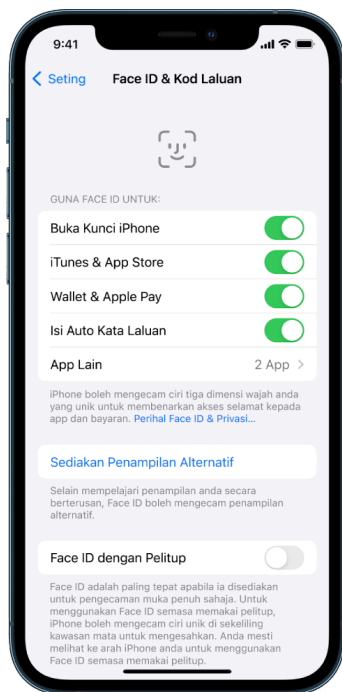 9:41
Seting Face ID & Kod Laluan
GUNA FACE ID UNTUK:
Buka Kunci iPhone
iTunes & App Store
Wallet & Apple Pay
Isi Auto Kata Laluan
App Lain 2 App
iPhone boleh mengecam ciri tiga dimensi wajah anda
yang unik untuk membenarkan akses selamat kepada
app dan bayaran. Perihal Face ID & Privasi...
Sediakan Penampilan Alternatif
Selain mempelajari penampilan anda secara
berterusan, Face ID boleh mengecam penampilan
alternatif.
Face ID dengan Pelitup
Face ID adalah paling tepat apabila ia disediakan
untuk pengecaman muka penuh sahaja. Untuk
menggunakan Face ID semasa memakai pelitup,
iPhone boleh mengecam ciri unik di sekeliling
kawasan mata untuk mengesahkan. Anda mesti
melihat ke arah iPhone anda untuk menggunakan
Face ID semasa memakai pelitup.